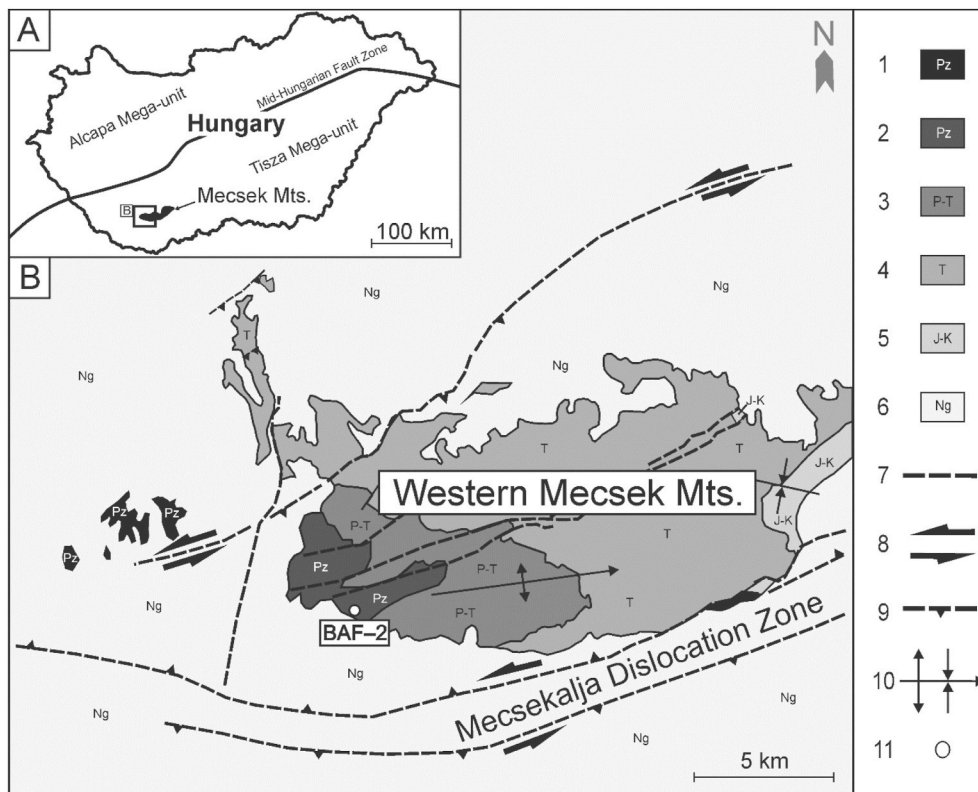 A
Mid-Hungarian Fault Zone
Alcapa Mega-unit
Hungary
Tisza Mega-unit
Mecsek Mts.
B
100 km
N
B
Ng
Ng
Ng
T
Ng
J-K
T
T
J-K
Western Mecsek Mts.
Pz
Pz
P-T
J-K
Pz
T
Pz
P-T
Pz
P-T
T
BAF–2
Ng
Ng
Ng
Mecsekalja Dislocation Zone
Ng
Ng
5 km
1 Pz
2 Pz
3 P-T
4 T
5 J-K
6 Ng
7
8
9
10
11